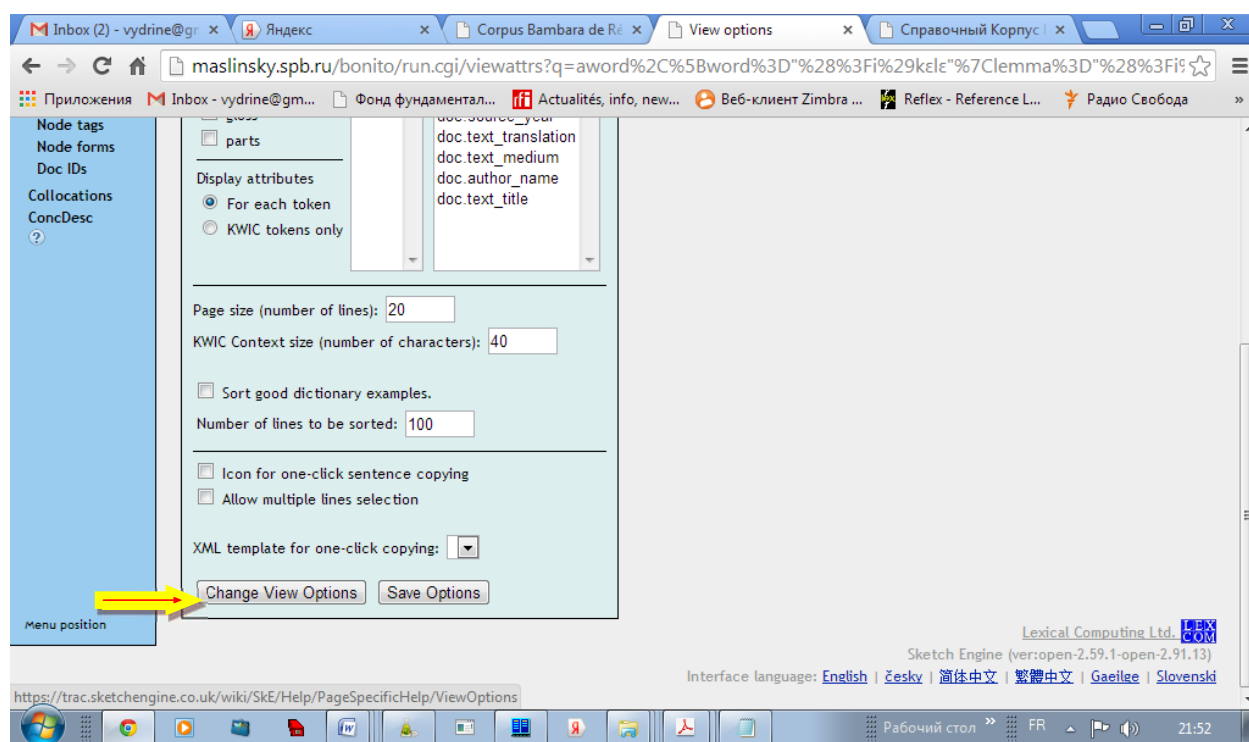 Inbox (2) - vydrine@gr
Яндекс
Corpus Bambara de Ré
View options
Справочный Корпус
maslinsky.spb.ru/bonito/run.cgi/viewattrs?q=aword%2C%5Bword%3D"%28%3Fi%29kɛlɛ"%7Clemma%3D"%28%3Fi%
Приложения
Inbox - vydrine@gm...
Фонд фундаментал...
Actualités, info, new...
Веб-клиент Zimbra ...
Reflex - Reference L...
Радио Свобода
»
Node tags
Node forms
Doc IDs
Collocations
ConcDesc
?
gloss
parts
Display attributes
For each token
KWIC tokens only
doc.source_year
doc.text_translation
doc.text_medium
doc.author_name
doc.text_title
Page size (number of lines): 20
KWIC Context size (number of characters): 40
Sort good dictionary examples.
Number of lines to be sorted: 100
Icon for one-click sentence copying
Allow multiple lines selection
XML template for one-click copying:
Change View Options Save Options
Menu position
Lexical Computing Ltd. LEX COM
Sketch Engine (ver:open-2.59.1-open-2.91.13)
Interface language: English | česky | 简体中文 | 繁體中文 | Gaeilge | Slovenski
https://trac.sketchengine.co.uk/wiki/SkE/Help/PageSpecificHelp/ViewOptions
Рабочий стол » FR 21:52